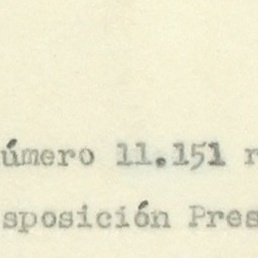 úmero 11.151 r
sposición Pres